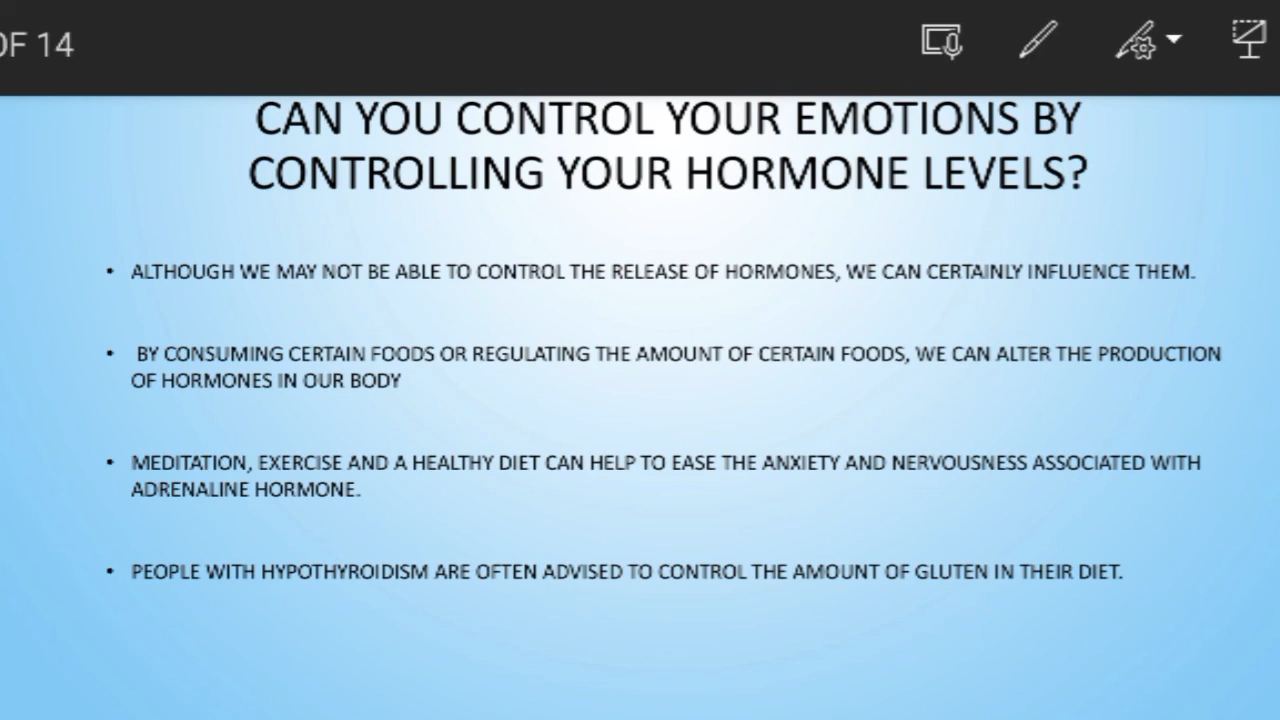 OF 14
CAN YOU CONTROL YOUR EMOTIONS BY
CONTROLLING YOUR HORMONE LEVELS?
• ALTHOUGH WE MAY NOT BE ABLE TO CONTROL THE RELEASE OF HORMONES, WE CAN CERTAINLY INFLUENCE THEM.
• BY CONSUMING CERTAIN FOODS OR REGULATING THE AMOUNT OF CERTAIN FOODS, WE CAN ALTER THE PRODUCTION
OF HORMONES IN OUR BODY
• MEDITATION, EXERCISE AND A HEALTHY DIET CAN HELP TO EASE THE ANXIETY AND NERVOUSNESS ASSOCIATED WITH
ADRENALINE HORMONE.
• PEOPLE WITH HYPOTHYROIDISM ARE OFTEN ADVISED TO CONTROL THE AMOUNT OF GLUTEN IN THEIR DIET.